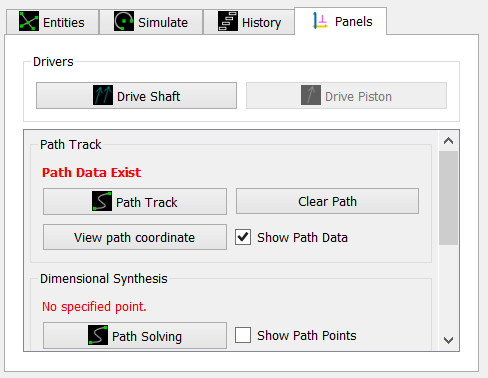 Entities Simulate History Panels
Drivers
Drive Shaft Drive Piston
Path Track
Path Data Exist
Path Track Clear Path
View path coordinate Show Path Data
Dimensional Synthesis
No specified point.
Path Solving Show Path Points